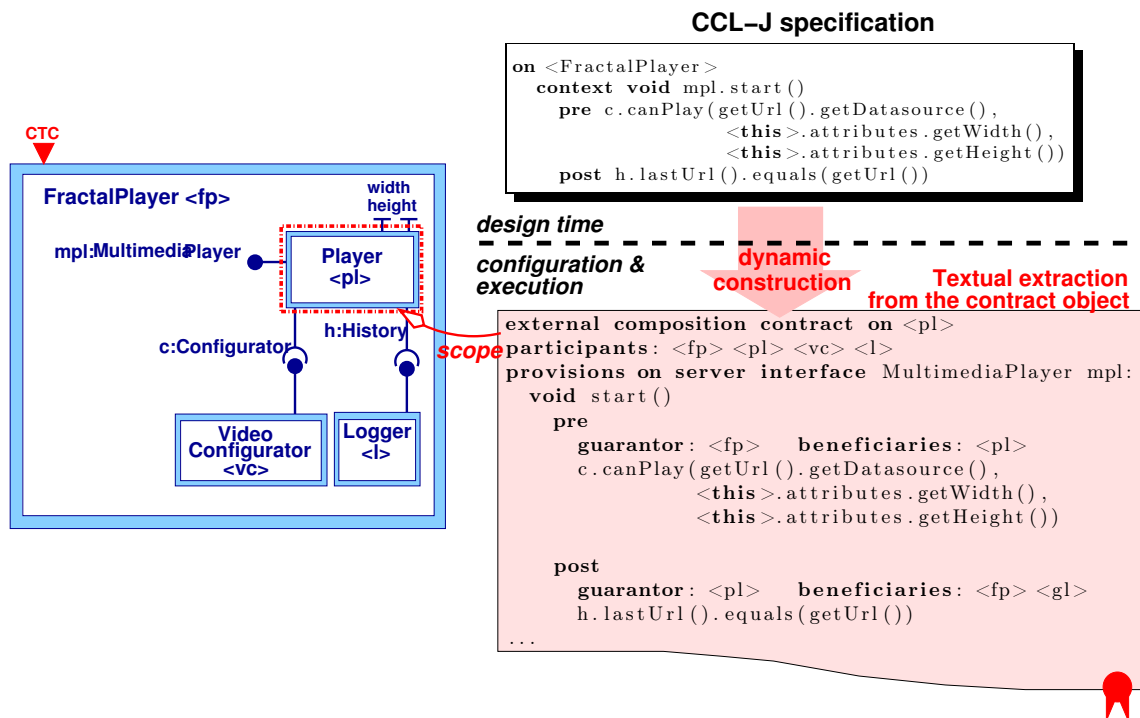 CCL–J specification
on <FractalPlayer>
context void mpl.start()
pre c.canPlay(getUrl().getDatasource(),
<this>.attributes.getWidth(),
<this>.attributes.getHeight())
post h.lastUrl().equals(getUrl())
CTC
FractalPlayer <fp>
width
height
mpl:MultimediaPlayer
Player
<pl>
c:Configurator
h:History
Video
Configurator
<vc>
Logger
<l>
design time
configuration &
execution
dynamic
construction
Textual extraction
from the contract object
scope
external composition contract on <pl>
participants: <fp> <pl> <vc> <l>
provisions on server interface MultimediaPlayer mpl:
void start()
pre
guarantor: <fp> beneficiaries: <pl>
c.canPlay(getUrl().getDatasource(),
<this>.attributes.getWidth(),
<this>.attributes.getHeight())
post
guarantor: <pl> beneficiaries: <fp> <gl>
h.lastUrl().equals(getUrl())
...